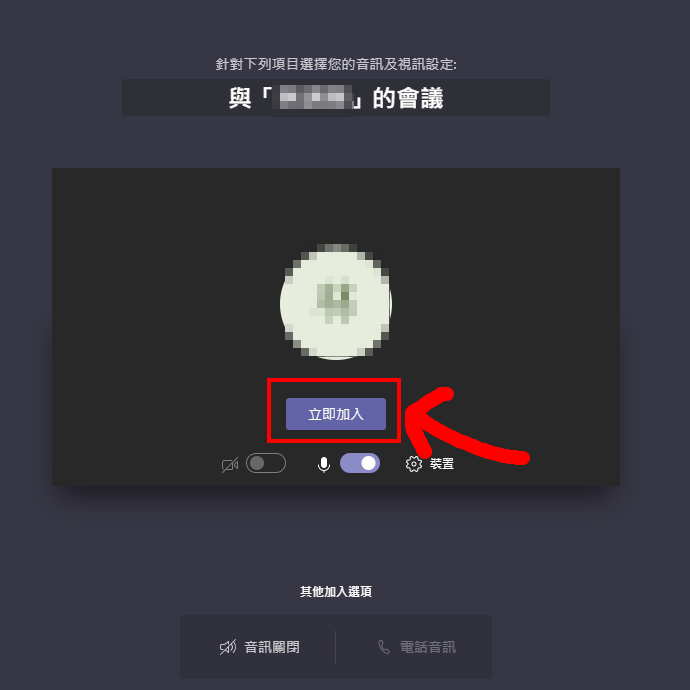 針對下列項目選擇您的音訊及視訊設定:
與「 」的會議
立即加入
裝置
其他加入選項
音訊關閉
電話音訊